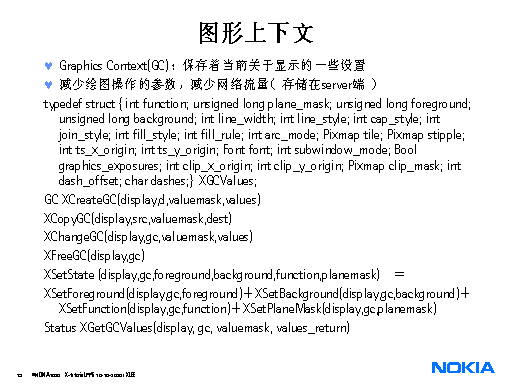 图形上下文
♥ Graphics Context(GC)：保存着当前关于显示的一些设置
♥ 减少绘图操作的参数，减少网络流量( 存储在server端 )
typedef struct { int function; unsigned long plane_mask; unsigned long foreground;
unsigned long background; int line_width; int line_style; int cap_style; int
join_style; int fill_style; int fill_rule; int arc_mode; Pixmap tile; Pixmap stipple;
int ts_x_origin; int ts_y_origin; Font font; int subwindow_mode; Bool
graphics_exposures; int clip_x_origin; int clip_y_origin; Pixmap clip_mask; int
dash_offset; char dashes;} XGCValues;
GC XCreateGC(display,d,valuemask,values)
XCopyGC(display,src,valuemask,dest)
XChangeGC(display,gc,valuemask,values)
XFreeGC(display,gc)
XSetState (display,gc,foreground,background,function,planemask) ＝
XSetForeground(display,gc,foreground)＋XSetBackground(display,gc,background)＋
XSetFunction(display,gc,function)＋XSetPlaneMask(display,gc,planemask)
Status XGetGCValues(display, gc, valuemask, values_return)
NOKIA